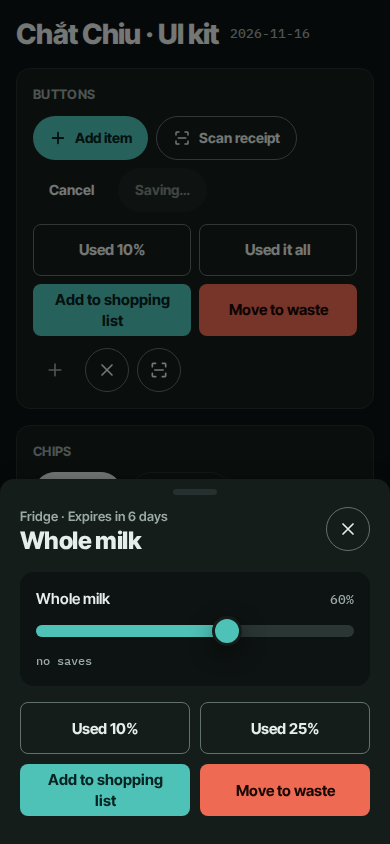 Chắt Chiu · UI kit 2026-11-16
BUTTONS
Add item Scan receipt
Cancel Saving...
Used 10% Used it all
Add to shopping list Move to waste
CHIPS
Fridge · Expires in 6 days
Whole milk
Whole milk 60%
no saves
Used 10% Used 25%
Add to shopping list Move to waste